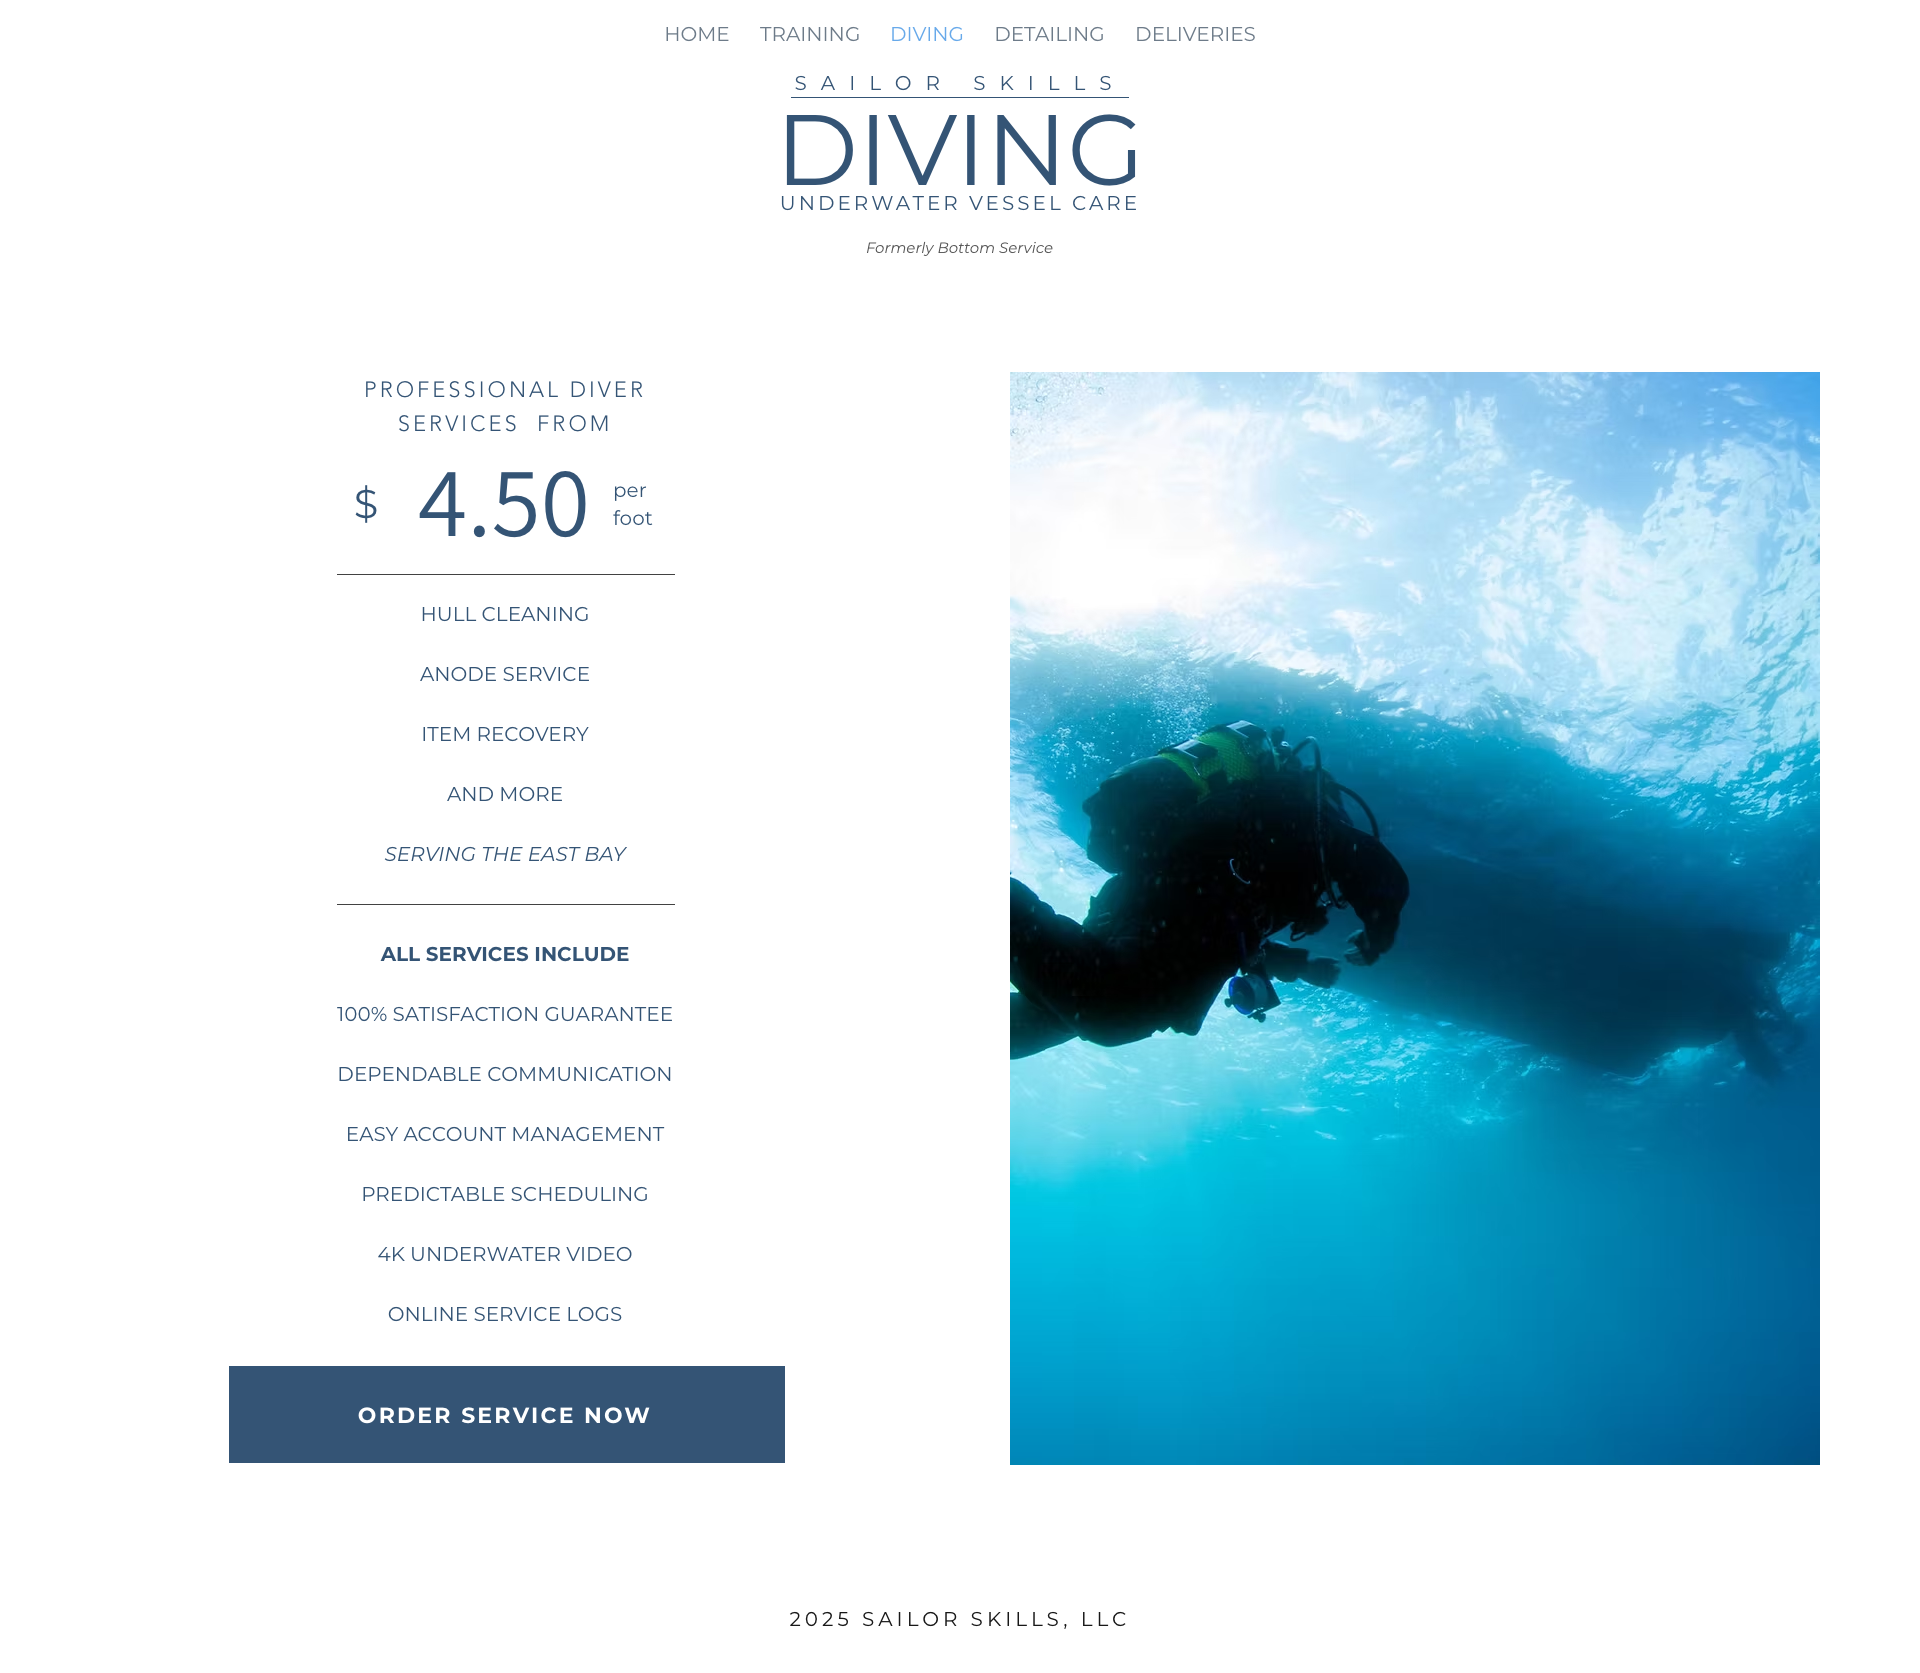 HOME TRAINING DIVING DETAILING DELIVERIES
SAILOR SKILLS
DIVING
UNDERWATER VESSEL CARE
Formerly Bottom Service
PROFESSIONAL DIVER
SERVICES FROM
$ 4.50 per
foot
HULL CLEANING
ANODE SERVICE
ITEM RECOVERY
AND MORE
SERVING THE EAST BAY
ALL SERVICES INCLUDE
100% SATISFACTION GUARANTEE
DEPENDABLE COMMUNICATION
EASY ACCOUNT MANAGEMENT
PREDICTABLE SCHEDULING
4K UNDERWATER VIDEO
ONLINE SERVICE LOGS
ORDER SERVICE NOW
2025 SAILOR SKILLS, LLC